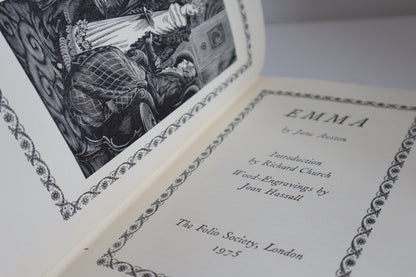 EMMA
by Jane Austen
Introduction
by
Richard Church
Wood-Engravings by
Joan Hassall
The Folio Society, London
1975